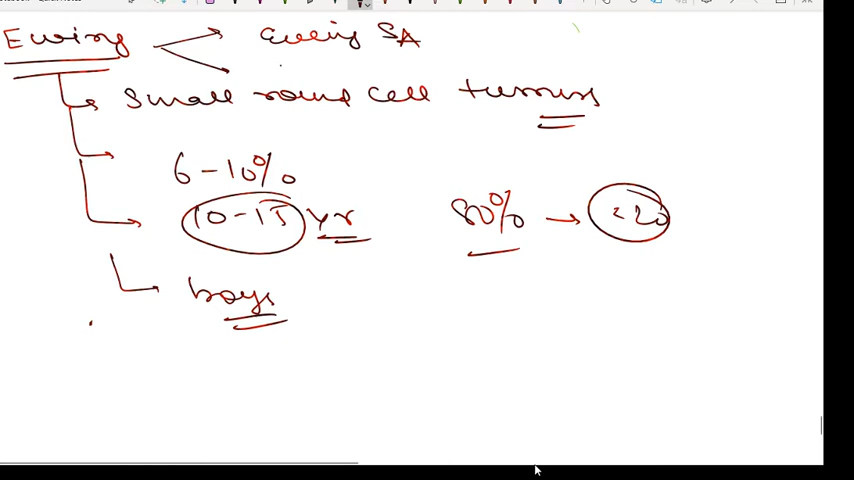 Ewing Ewing SA
Small round cell tumors
6-10%
10-15 yr 80% → <20
boys